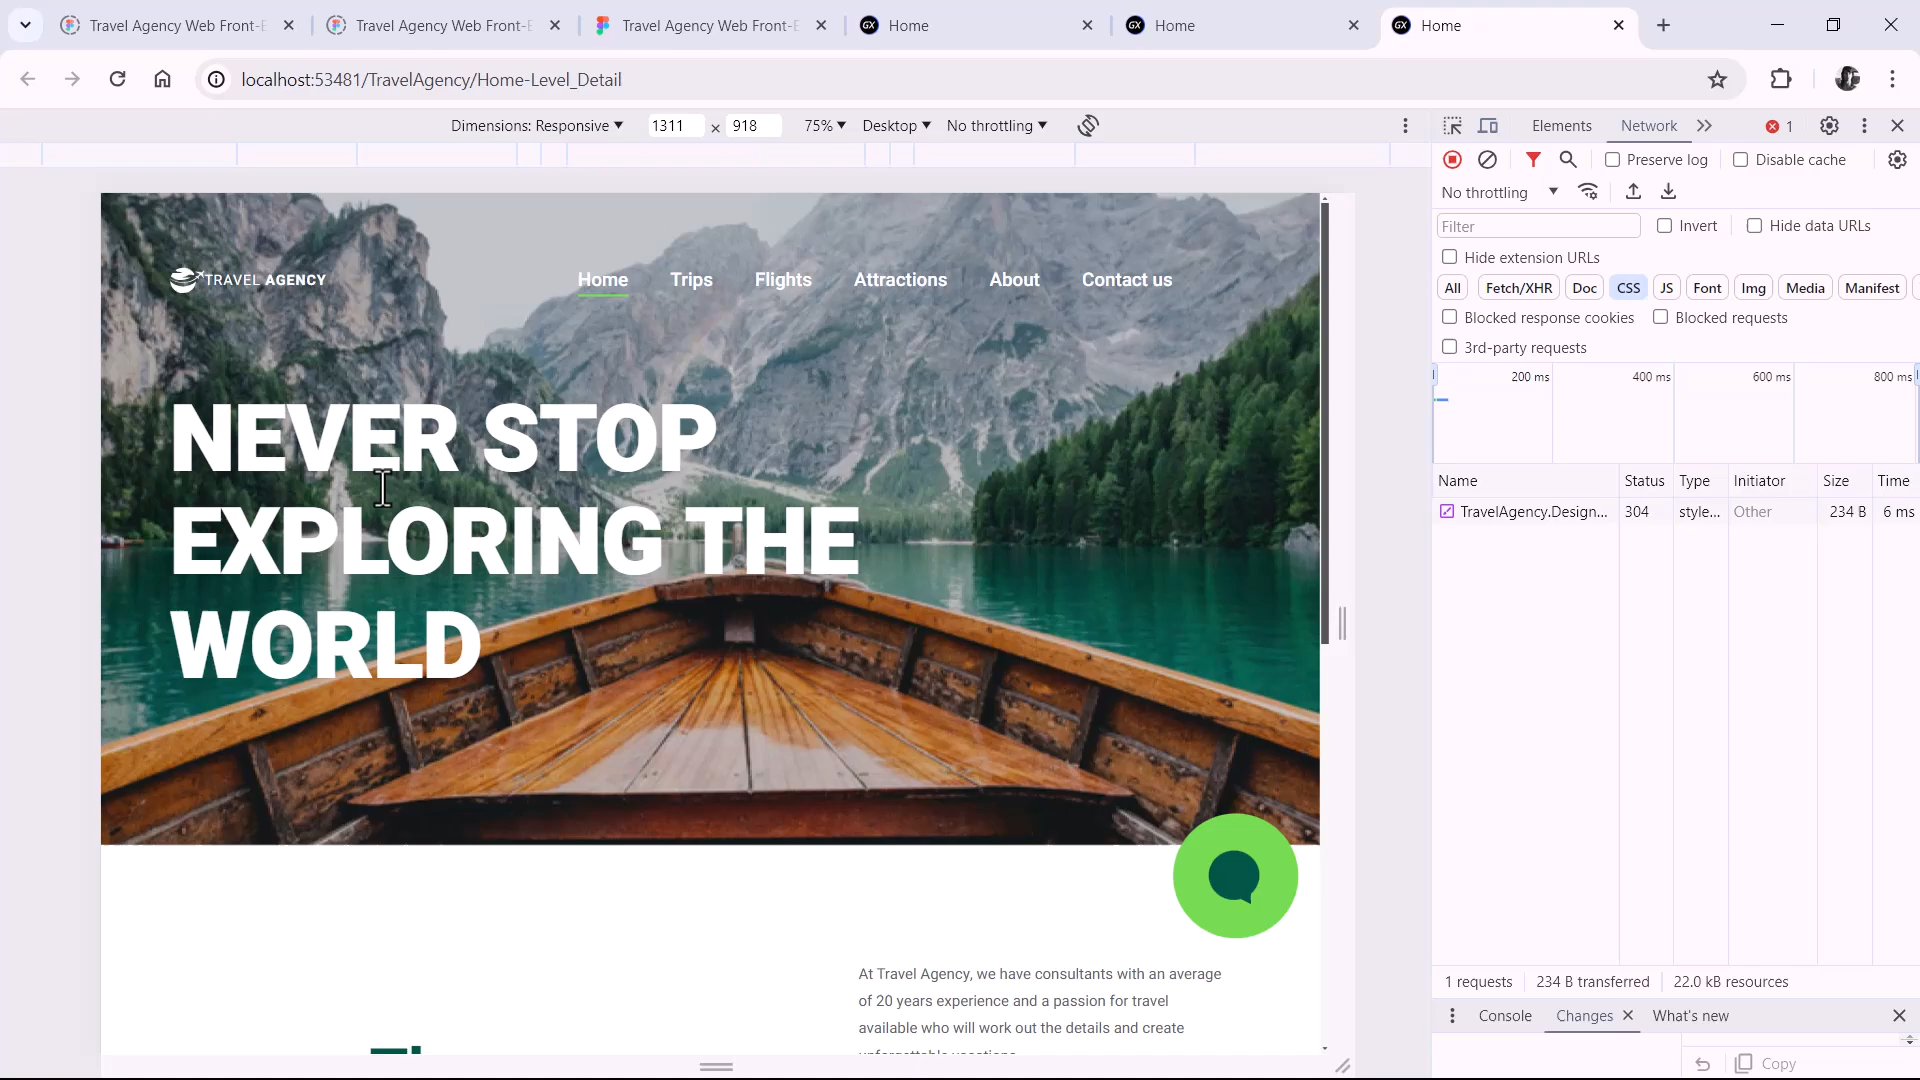 Travel Agency Web Front-E
Travel Agency Web Front-E
Travel Agency Web Front-E
GX Home
GX Home
GX Home
localhost:53481/TravelAgency/Home-Level_Detail
Dimensions: Responsive
1311 x 918
75%
Desktop
No throttling
TRAVEL AGENCY
Home
Trips
Flights
Attractions
About
Contact us
NEVER STOP
EXPLORING THE
WORLD
At Travel Agency, we have consultants with an average
of 20 years experience and a passion for travel
available who will work out the details and create
unforgettable vacations
Elements
Network
1
Preserve log
Disable cache
No throttling
Filter
Invert
Hide data URLs
Hide extension URLs
All
Fetch/XHR
Doc
CSS
JS
Font
Img
Media
Manifest
Blocked response cookies
Blocked requests
3rd-party requests
200 ms
400 ms
600 ms
800 ms
Name
Status
Type
Initiator
Size
Time
TravelAgency.Design...
304
style...
Other
234 B
6 ms
1 requests
234 B transferred
22.0 kB resources
Console
Changes
What's new
Copy